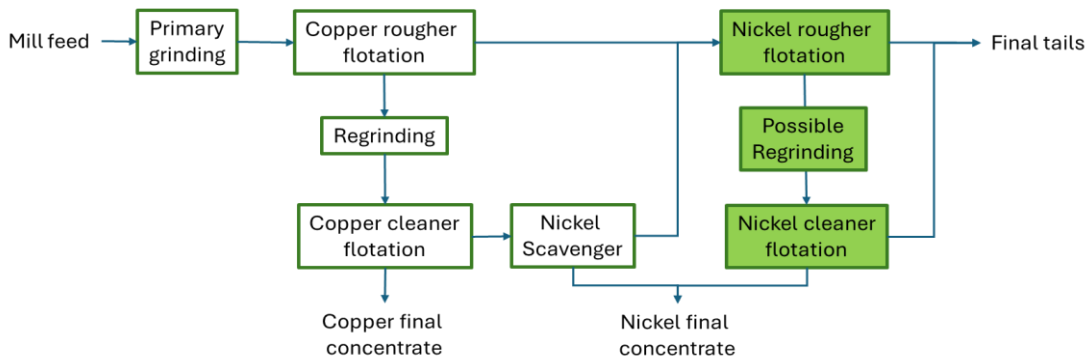 Mill feed
Primary
grinding
Copper rougher
flotation
Nickel rougher
flotation
Final tails
Regrinding
Possible
Regrinding
Copper cleaner
flotation
Nickel
Scavenger
Nickel cleaner
flotation
Copper final
concentrate
Nickel final
concentrate